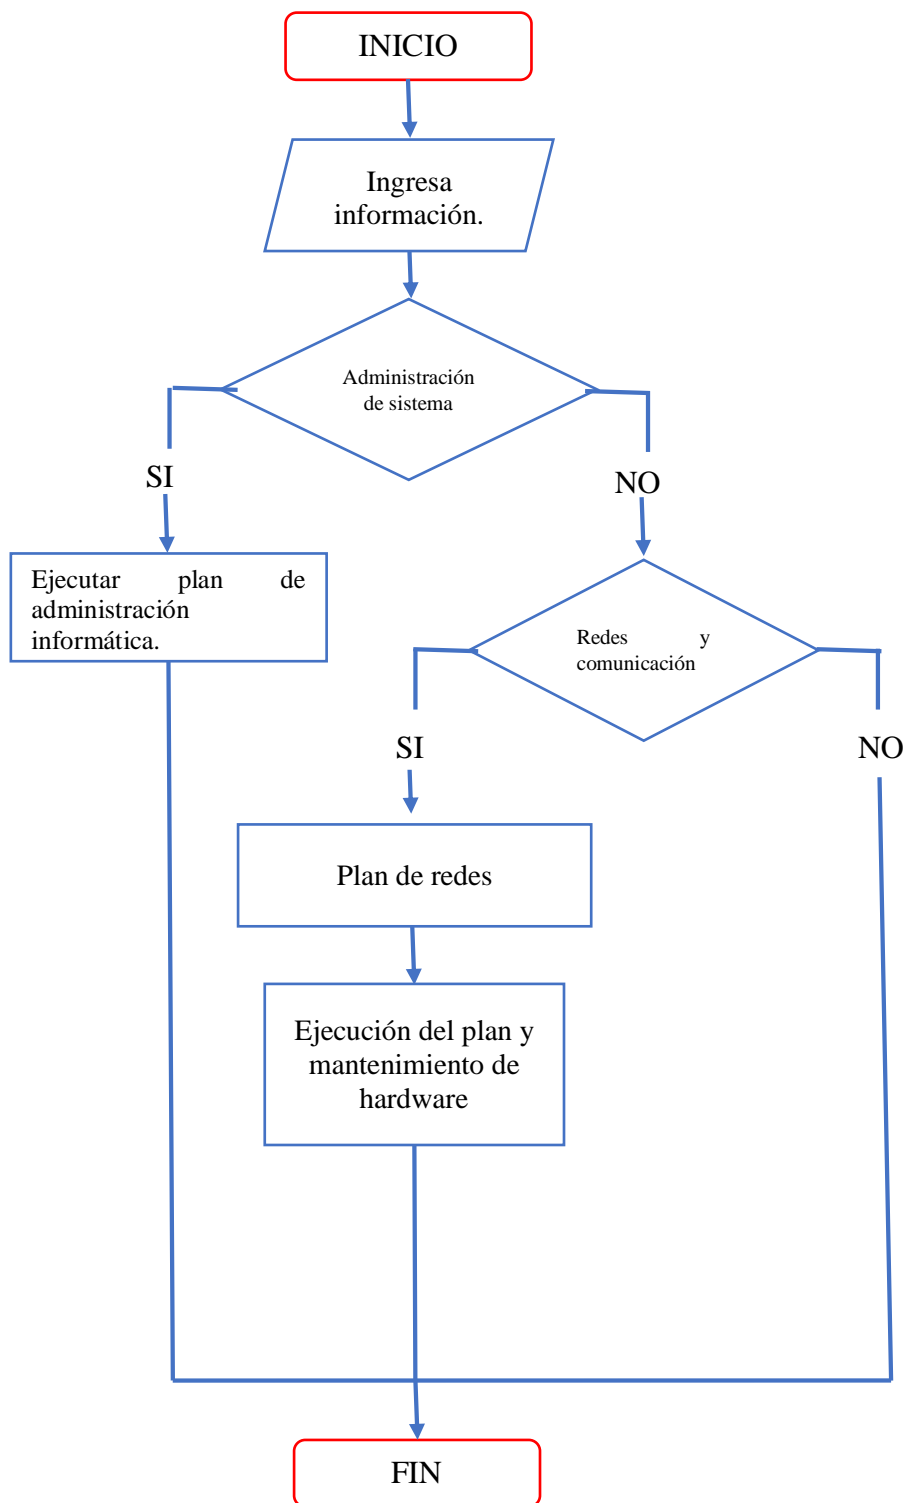 INICIO
Ingresa
información.
Administración
de sistema
SI
NO
Ejecutar plan de
administración
informática.
Redes y
comunicación
SI
NO
Plan de redes
Ejecución del plan y
mantenimiento de
hardware
FIN